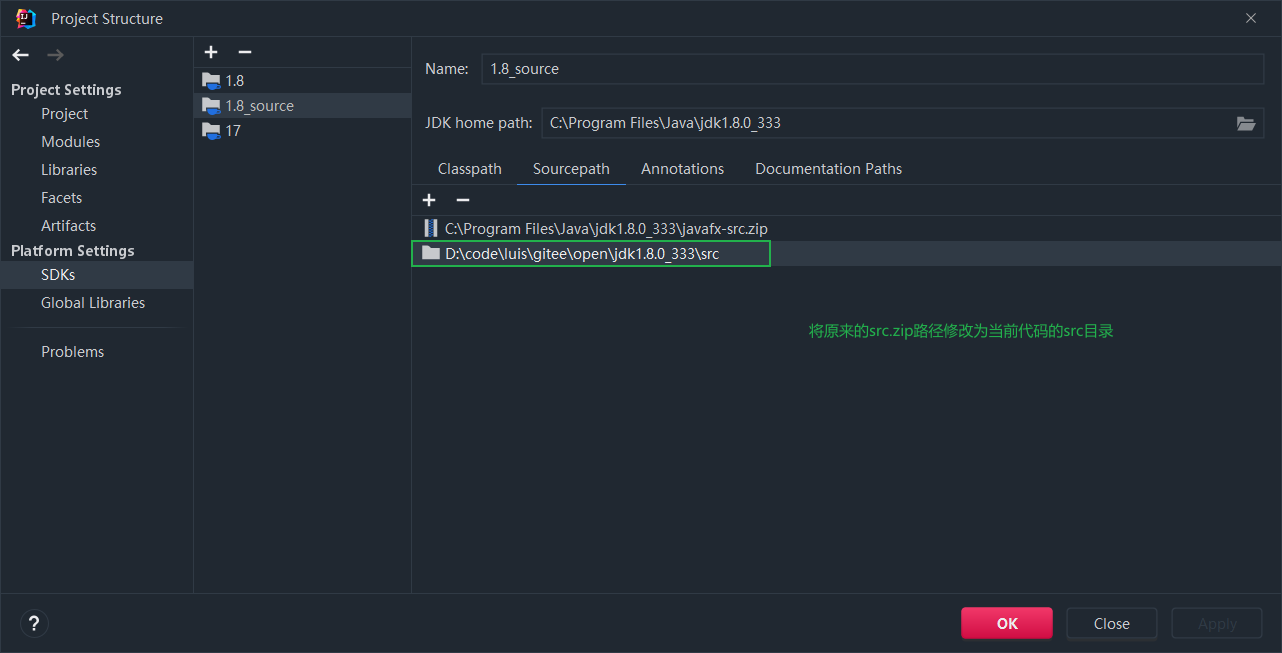 Project Structure
Project Settings
Project
Modules
Libraries
Facets
Artifacts
Platform Settings
SDKs
Global Libraries
Problems
1.8
1.8_source
17
Name: 1.8_source
JDK home path: C:\Program Files\Java\jdk1.8.0_333
Classpath Sourcepath Annotations Documentation Paths
C:\Program Files\Java\jdk1.8.0_333\javafx-src.zip
D:\code\luis\gitee\open\jdk1.8.0_333\src
将原来的src.zip路径修改为当前代码的src目录
? OK Close Apply